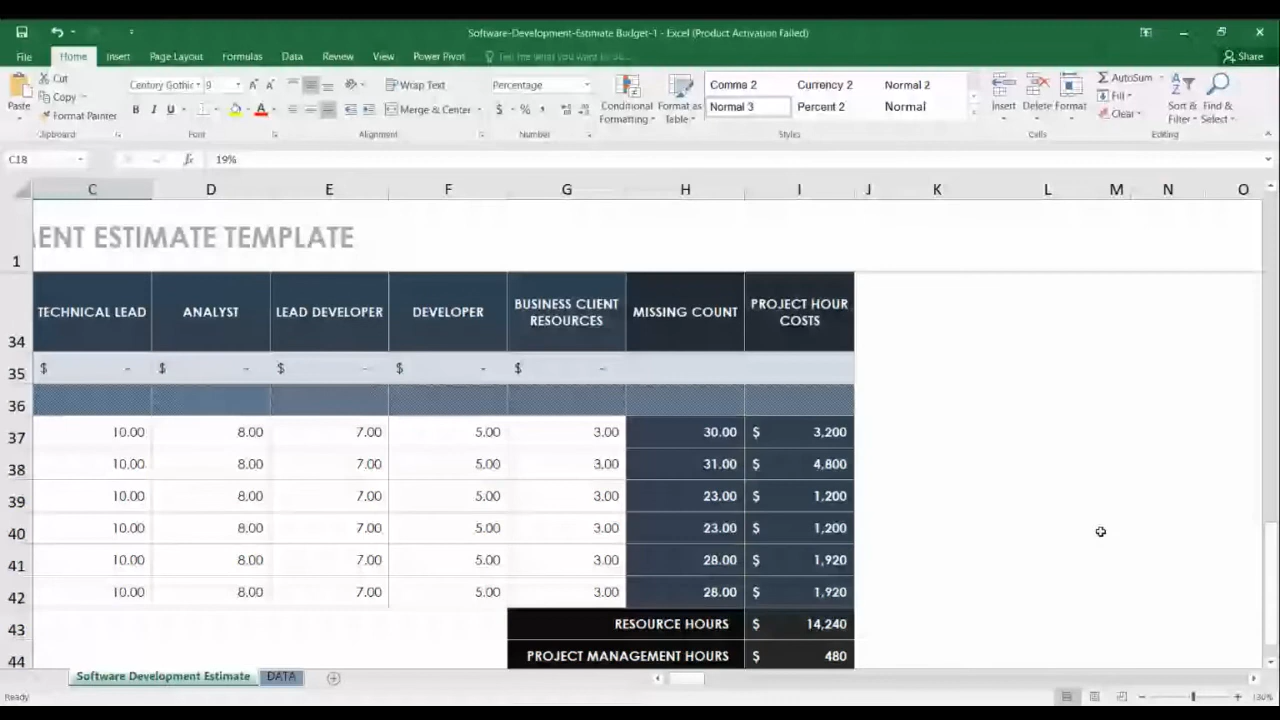 Software-Development-Estimate Budget-1 - Excel (Product Activation Failed)
File Home Insert Page Layout Formulas Data Review View Power Pivot Tell me what you want to do... Share
Cut
Copy
Format Painter
Paste
Clipboard
Century Gothic 9
B I U
Font
Wrap Text
Merge & Center
Alignment
Percentage
$ % ,
Number
Conditional Formatting
Format as Table
Comma 2 Currency 2 Normal 2
Normal 3 Percent 2 Normal
Styles
Insert Delete Format
Cells
AutoSum
Fill
Clear
Sort & Filter
Find & Select
Editing
C18 fx 19%
C D E F G H I J K L M N O
1 MENT ESTIMATE TEMPLATE
34 TECHNICAL LEAD ANALYST LEAD DEVELOPER DEVELOPER BUSINESS CLIENT RESOURCES MISSING COUNT PROJECT HOUR COSTS
35 $ - $ - $ - $ - $ -
36
37 10.00 8.00 7.00 5.00 3.00 30.00 $ 3,200
38 10.00 8.00 7.00 5.00 3.00 31.00 $ 4,800
39 10.00 8.00 7.00 5.00 3.00 23.00 $ 1,200
40 10.00 8.00 7.00 5.00 3.00 23.00 $ 1,200
41 10.00 8.00 7.00 5.00 3.00 28.00 $ 1,920
42 10.00 8.00 7.00 5.00 3.00 28.00 $ 1,920
43 RESOURCE HOURS $ 14,240
44 PROJECT MANAGEMENT HOURS $ 480
Software Development Estimate DATA
Ready 130%